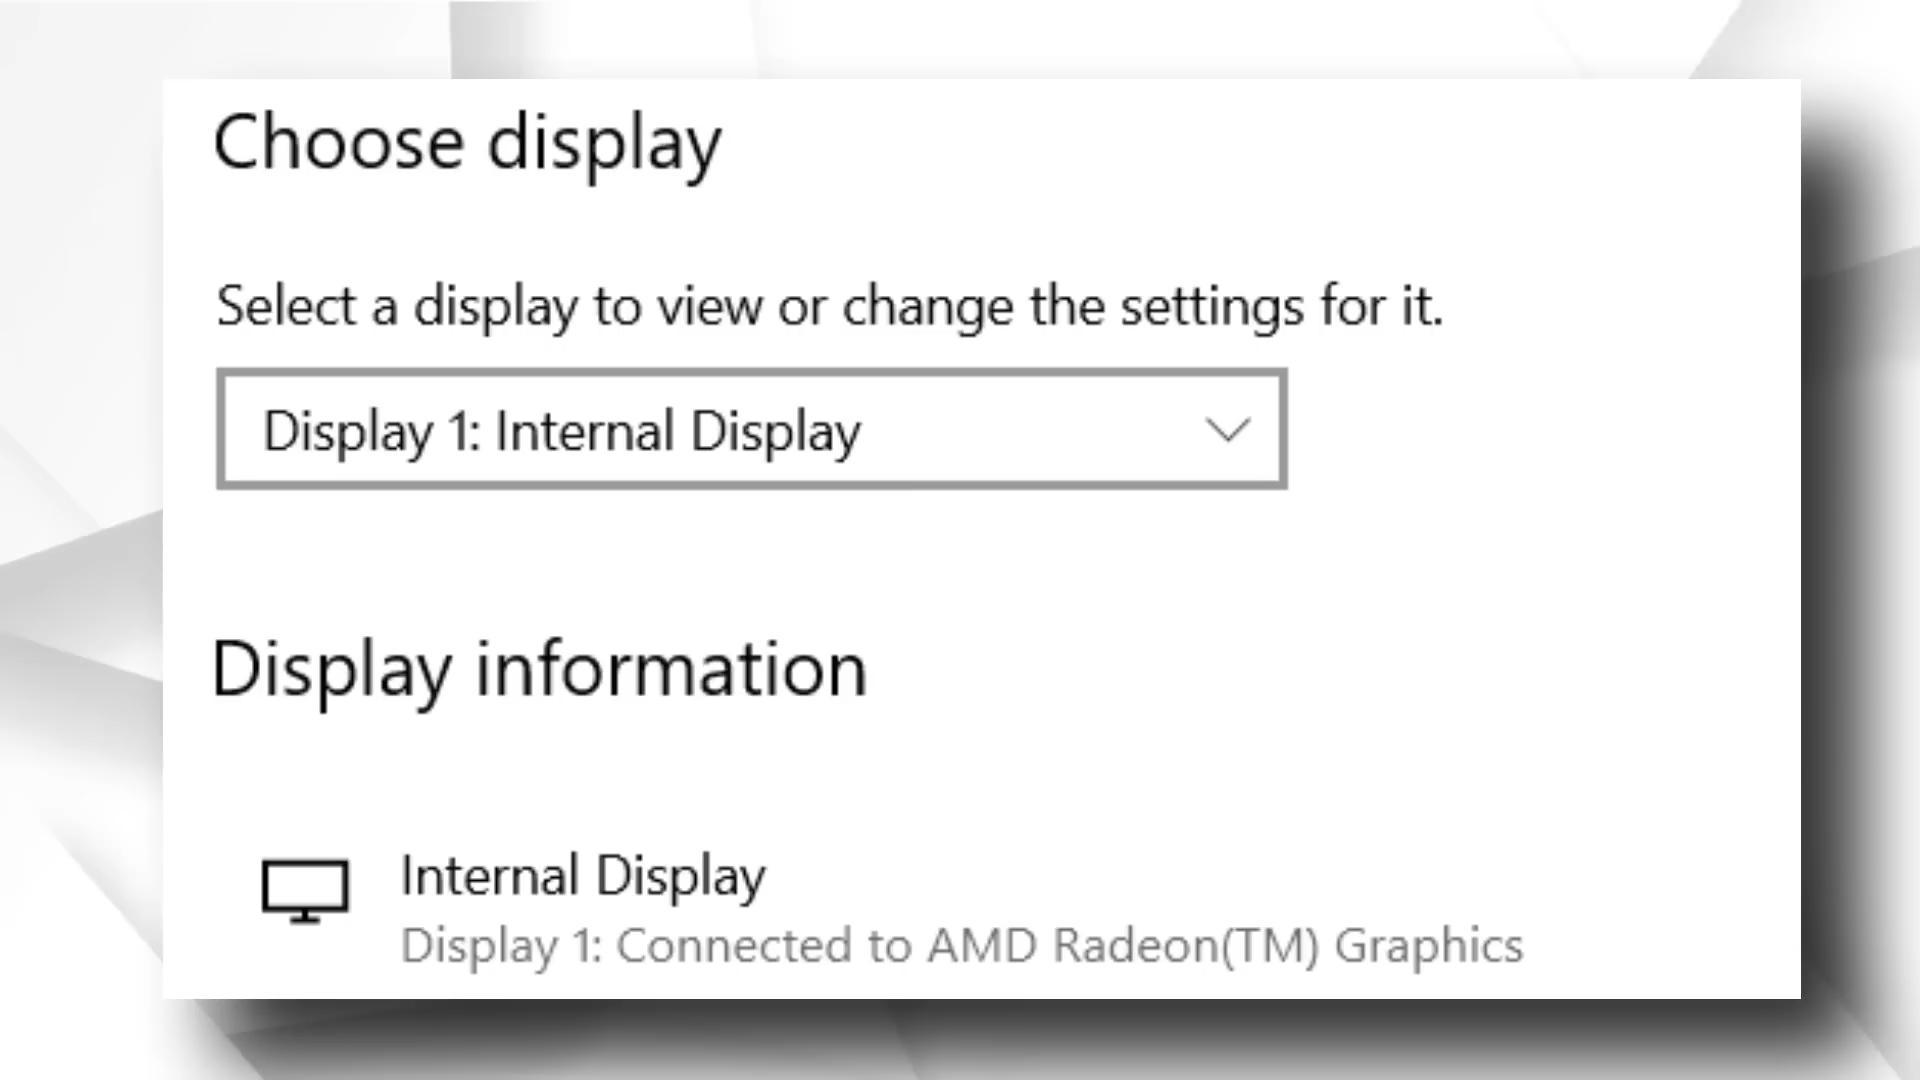 Choose display
Select a display to view or change the settings for it.
Display 1: Internal Display
Display information
Internal Display
Display 1: Connected to AMD Radeon(TM) Graphics